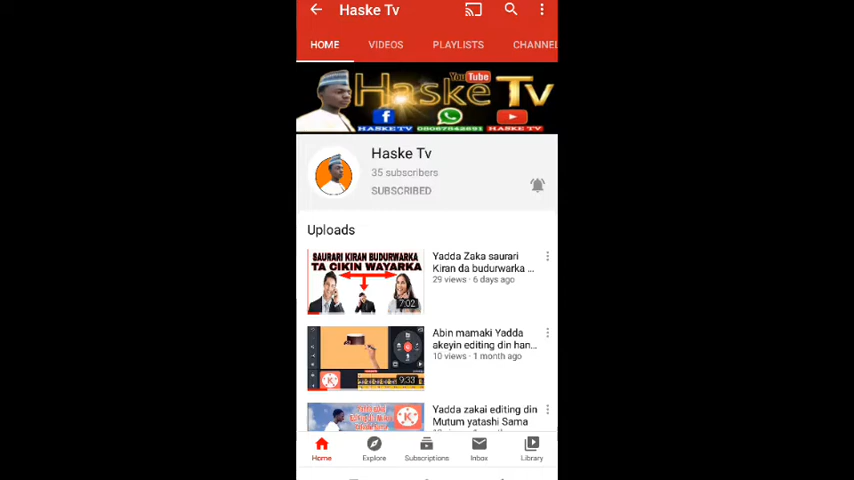 Haske Tv
HOME VIDEOS PLAYLISTS CHANNEL
YouTube
Haske Tv
HASKE TV 08067842691 HASKE TV
Haske Tv
35 subscribers
SUBSCRIBED
Uploads
SAURARI KIRAN BUDURWARKA
TA CIKIN WAYARKA
7:02
Yadda Zaka saurari
Kiran da budurwarka ...
29 views · 6 days ago
9:33
Abin mamaki Yadda
akeyin editing din han...
10 views · 1 month ago
Yadda zakai editing din
Mutum yatashi Sama
Home Explore Subscriptions Inbox Library